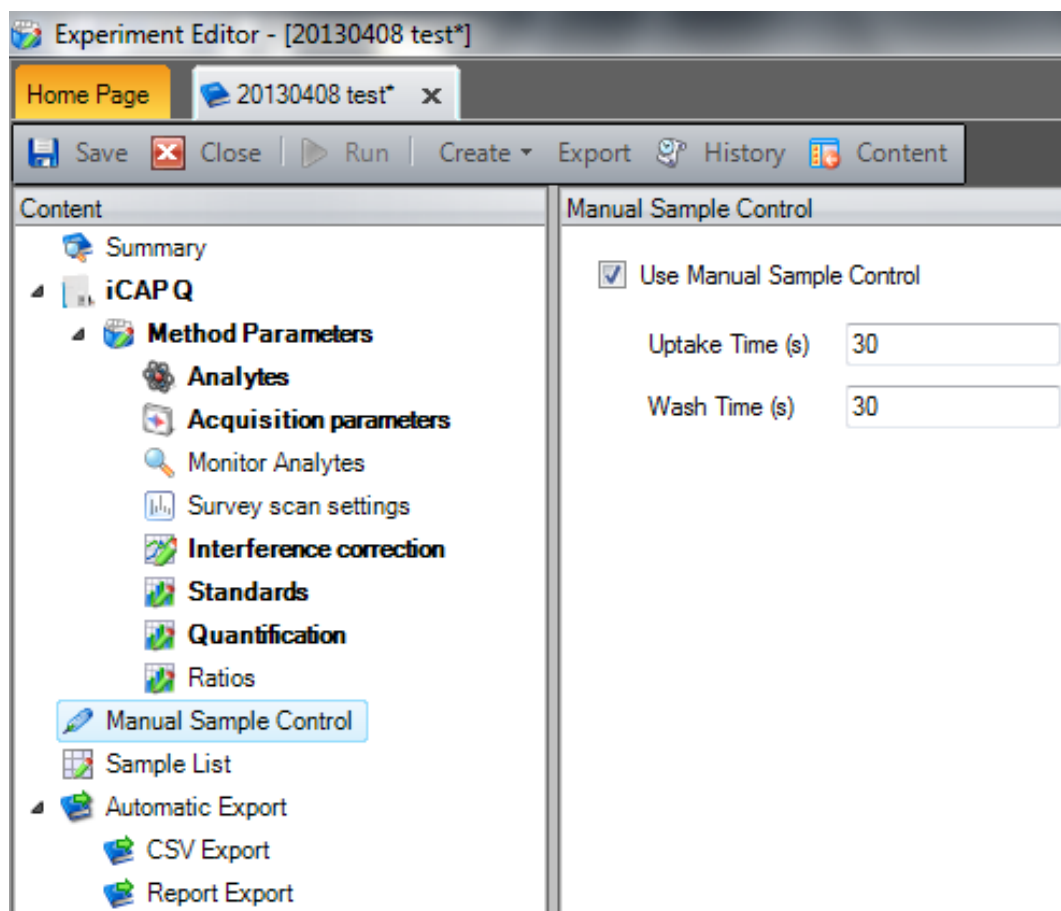 Experiment Editor - [20130408 test*]
Home Page
20130408 test* x
Save Close Run Create Export History Content
Content
Summary
iCAP Q
Method Parameters
Analytes
Acquisition parameters
Monitor Analytes
Survey scan settings
Interference correction
Standards
Quantification
Ratios
Manual Sample Control
Sample List
Automatic Export
CSV Export
Report Export
Manual Sample Control
Use Manual Sample Control
Uptake Time (s) 30
Wash Time (s) 30